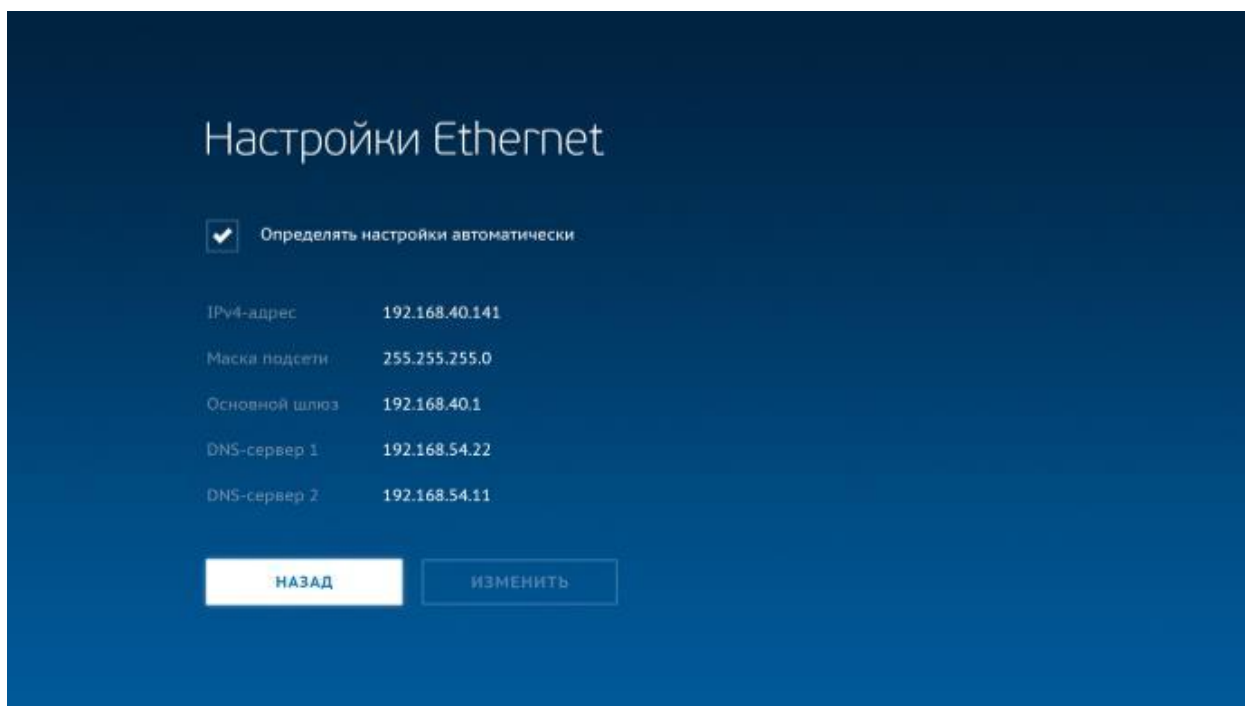 Настройки Ethernet
Определять настройки автоматически
IPv4-адрес 192.168.40.141
Маска подсети 255.255.255.0
Основной шлюз 192.168.40.1
DNS-сервер 1 192.168.54.22
DNS-сервер 2 192.168.54.11
НАЗАД ИЗМЕНИТЬ